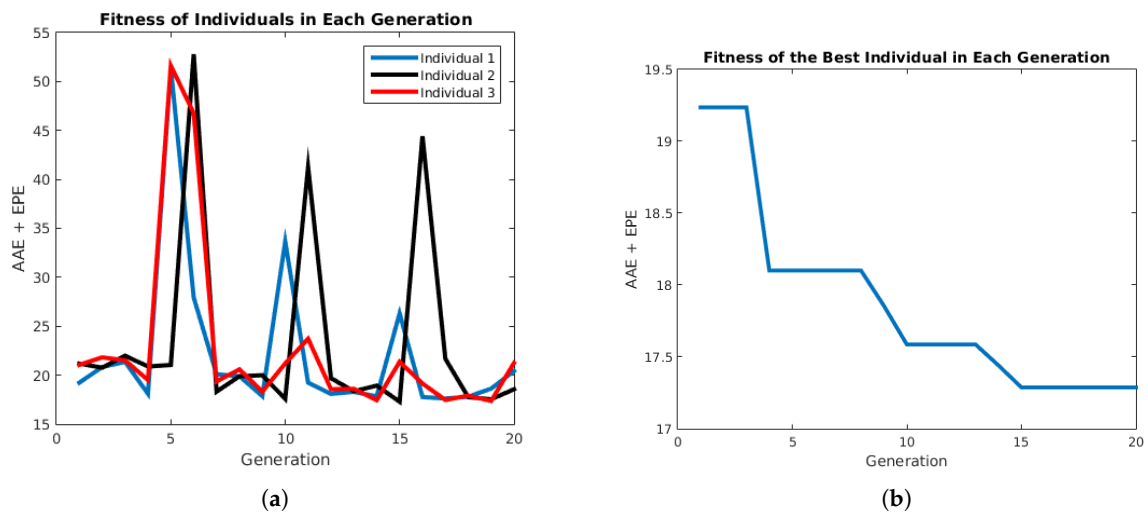 Fitness of Individuals in Each Generation
55
50
45
40
35
30
25
20
15
AAE + EPE
Individual 1
Individual 2
Individual 3
0
5
10
15
20
Generation
(a)
Fitness of the Best Individual in Each Generation
19.5
19
18.5
18
17.5
17
AAE + EPE
0
5
10
15
20
Generation
(b)